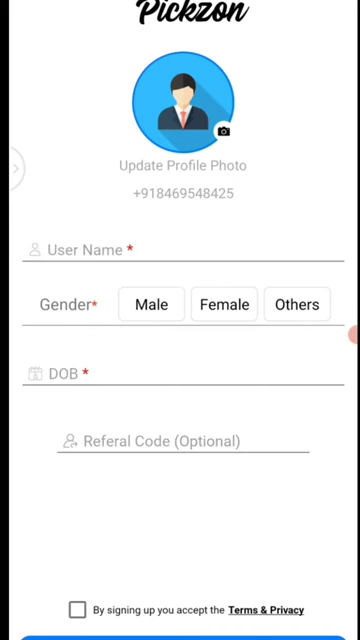 Pickzon
Update Profile Photo
+918469548425
User Name *
Gender* Male Female Others
DOB *
Referal Code (Optional)
By signing up you accept the Terms & Privacy